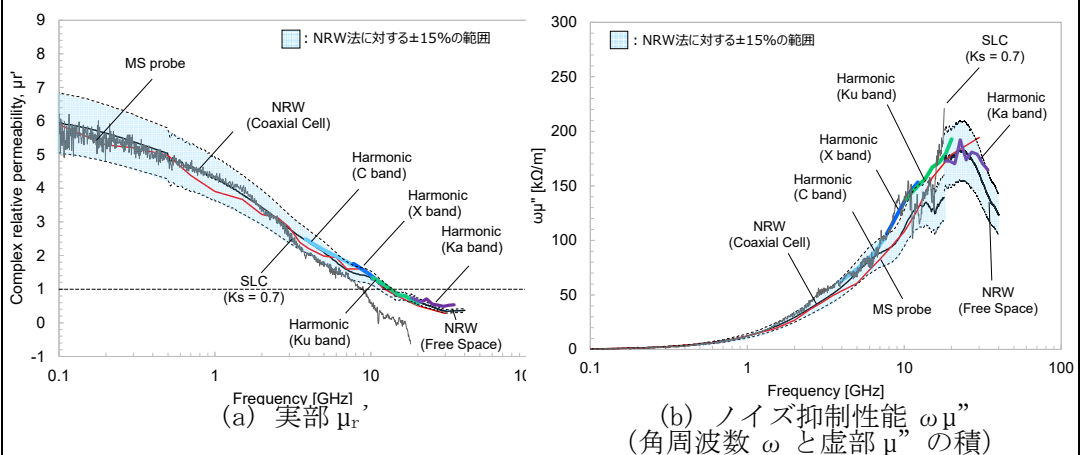 9
8
7
6
5
4
3
2
1
0
-1
Complex relative permeability, μr'
: NRW法に対する±15%の範囲
MS probe
NRW
(Coaxial Cell)
Harmonic
(C band)
Harmonic
(X band)
Harmonic
(Ka band)
SLC
(Ks = 0.7)
Harmonic
(Ku band)
NRW
(Free Space)
0.1
1
10
10
Frequency [GHz]
(a) 実部 μr’
300
250
200
150
100
50
0
ωμ" [kΩ/m]
: NRW法に対する±15%の範囲
SLC
(Ks = 0.7)
Harmonic
(Ku band)
Harmonic
(Ka band)
Harmonic
(X band)
Harmonic
(C band)
NRW
(Coaxial Cell)
MS probe
NRW
(Free Space)
0.1
1
10
100
Frequency [GHz]
(b) ノイズ抑制性能 ωμ”
(角周波数 ω と虚部 μ” の積)